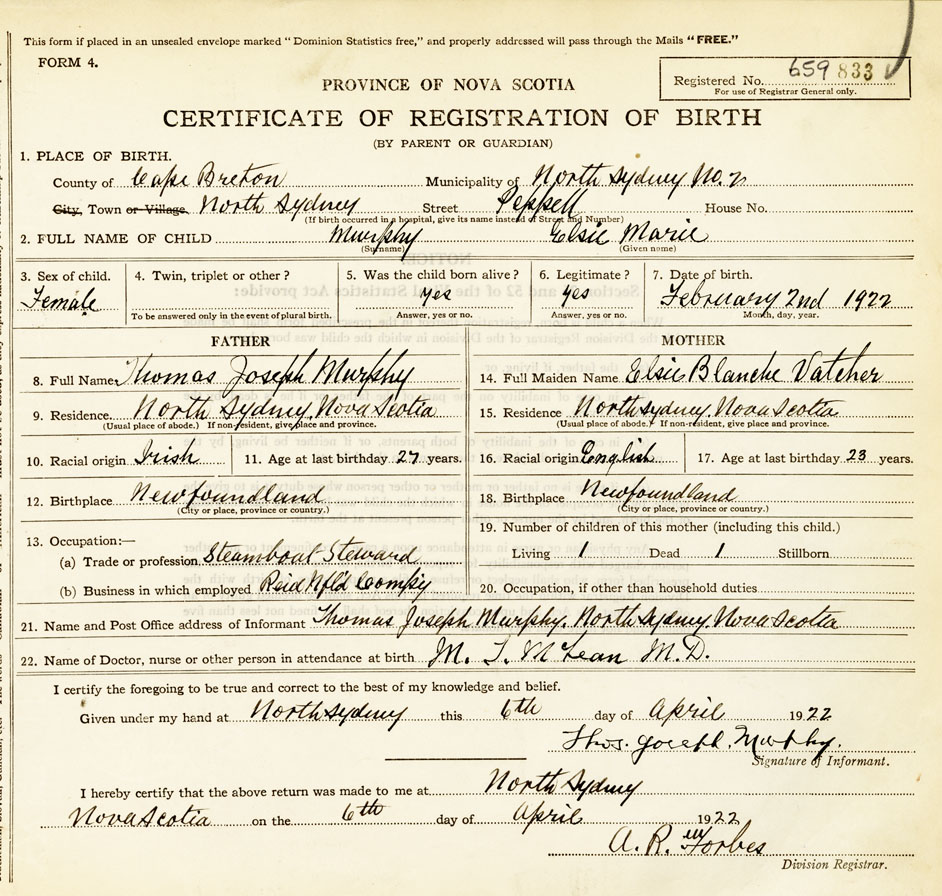 This form if placed in an unsealed envelope marked "Dominion Statistics free," and properly addressed will pass through the Mails "FREE."
FORM 4.
Registered No. 659 833
For use of Registrar General only.
PROVINCE OF NOVA SCOTIA
CERTIFICATE OF REGISTRATION OF BIRTH
(BY PARENT OR GUARDIAN)
1. PLACE OF BIRTH.
County of Cape Breton Municipality of North Sydney No. 2
City, Town or Village North Sydney Street Peppell House No.
(If birth occurred in a hospital, give its name instead of Street and Number)
2. FULL NAME OF CHILD Murphy Elsie Marie
(Surname) (Given name)
3. Sex of child. 4. Twin, triplet or other? 5. Was the child born alive? 6. Legitimate? 7. Date of birth.
Female yes yes February 2nd 1922
To be answered only in the event of plural birth. Answer, yes or no. Answer, yes or no. Month, day, year.
FATHER MOTHER
8. Full Name Thomas Joseph Murphy 14. Full Maiden Name Elsie Blanche Vatcher
9. Residence. North Sydney, Nova Scotia 15. Residence North Sydney, Nova Scotia
(Usual place of abode.) If non-resident, give place and province. (Usual place of abode.) If non-resident, give place and province.
10. Racial origin Irish 11. Age at last birthday 27 years. 16. Racial origin English 17. Age at last birthday 23 years.
12. Birthplace Newfoundland 18. Birthplace Newfoundland
(City or place, province or country.) (City or place, province or country.)
13. Occupation:— 19. Number of children of this mother (including this child.)
(a) Trade or profession Steamboat Steward Living 1 Dead 1 Stillborn
(b) Business in which employed Reid Nfld Compy 20. Occupation, if other than household duties
21. Name and Post Office address of Informant Thomas Joseph Murphy. North Sydney Nova Scotia
22. Name of Doctor, nurse or other person in attendance at birth M. T. McLean M.D.
I certify the foregoing to be true and correct to the best of my knowledge and belief.
Given under my hand at North Sydney this 6th day of April 1922
Thos. Joseph Murphy.
Signature of Informant.
I hereby certify that the above return was made to me at North Sydney
Nova Scotia on the 6th day of April 1922
A. R. Forbes
Division Registrar.